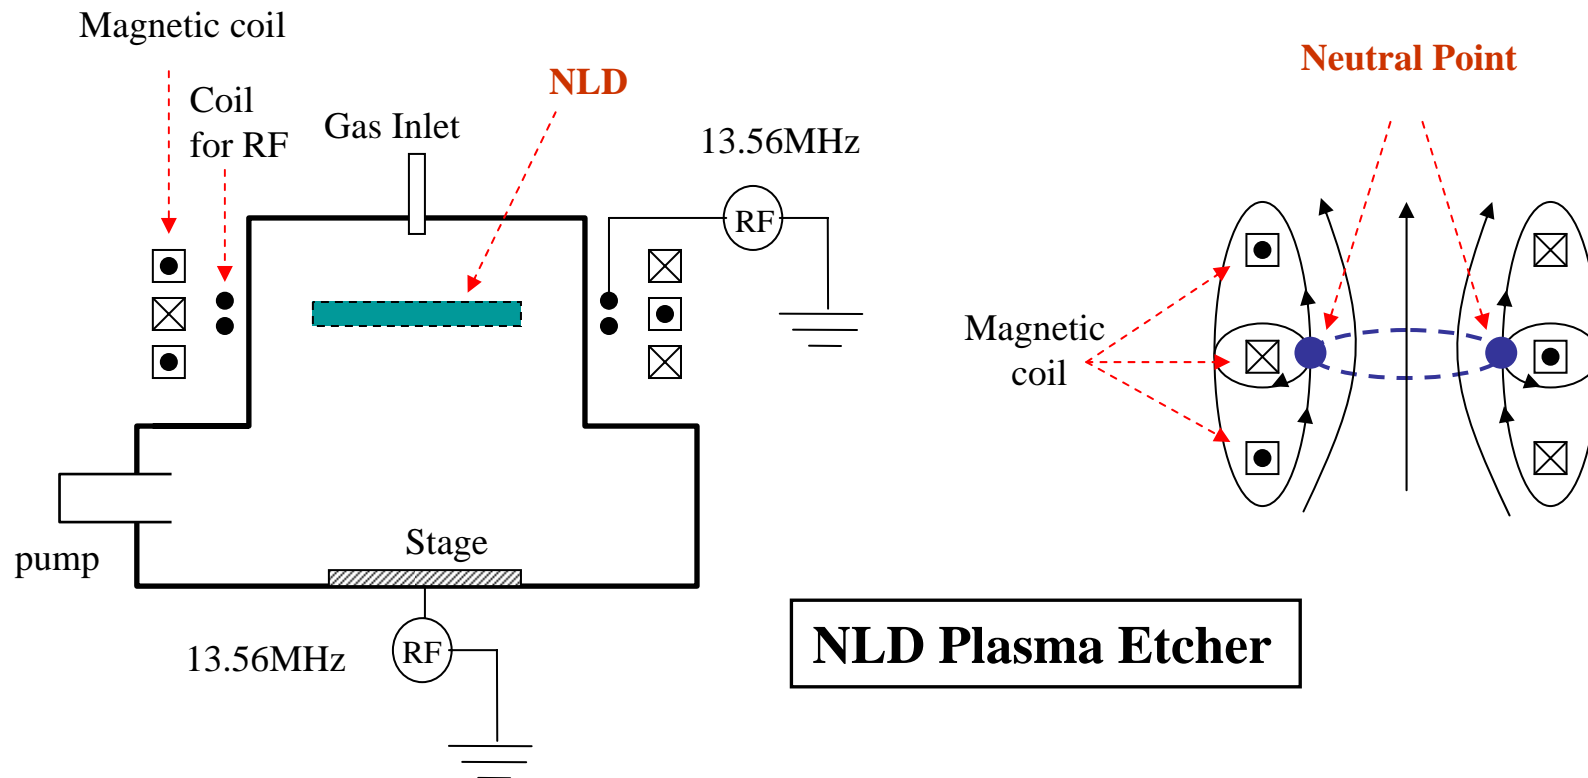 Magnetic coil
Coil
for RF
Gas Inlet
NLD
13.56MHz
RF
pump
Stage
13.56MHz
RF
Neutral Point
Magnetic
coil
NLD Plasma Etcher